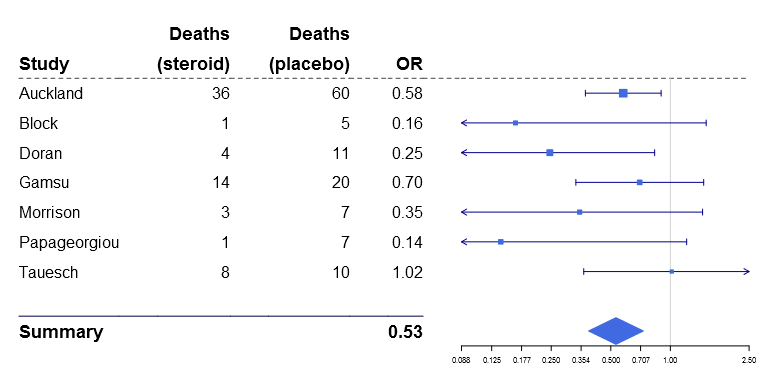 Deaths Deaths
Study (steroid) (placebo) OR
Auckland 36 60 0.58
Block 1 5 0.16
Doran 4 11 0.25
Gamsu 14 20 0.70
Morrison 3 7 0.35
Papageorgiou 1 7 0.14
Tauesch 8 10 1.02
Summary 0.53
0.088 0.125 0.177 0.250 0.354 0.500 0.707 1.00 2.50